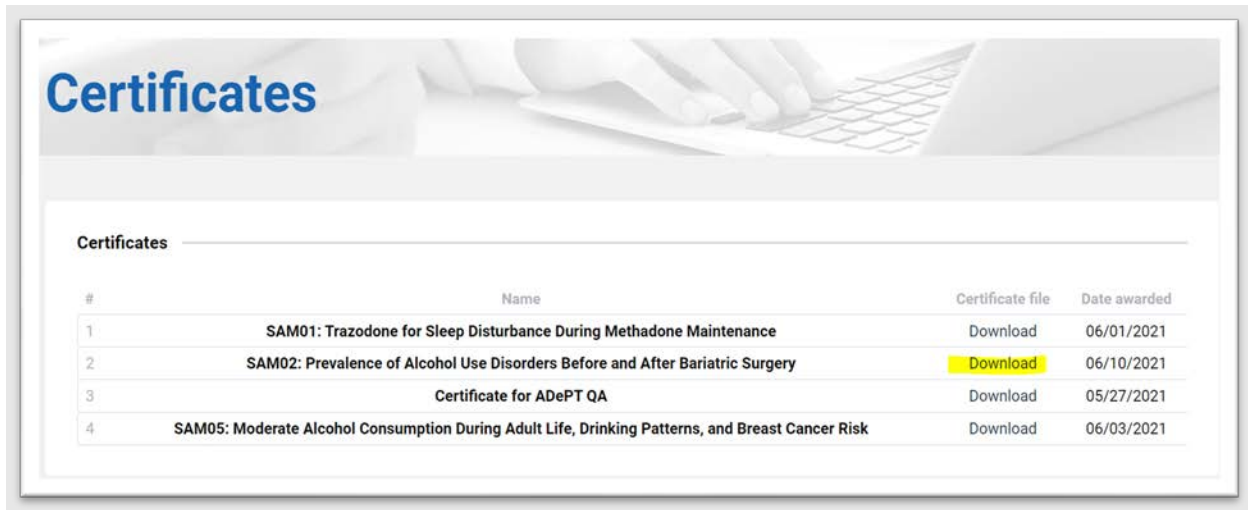 Certificates
Certificates
# Name Certificate file Date awarded
1 SAM01: Trazodone for Sleep Disturbance During Methadone Maintenance Download 06/01/2021
2 SAM02: Prevalence of Alcohol Use Disorders Before and After Bariatric Surgery Download 06/10/2021
3 Certificate for ADePT QA Download 05/27/2021
4 SAM05: Moderate Alcohol Consumption During Adult Life, Drinking Patterns, and Breast Cancer Risk Download 06/03/2021